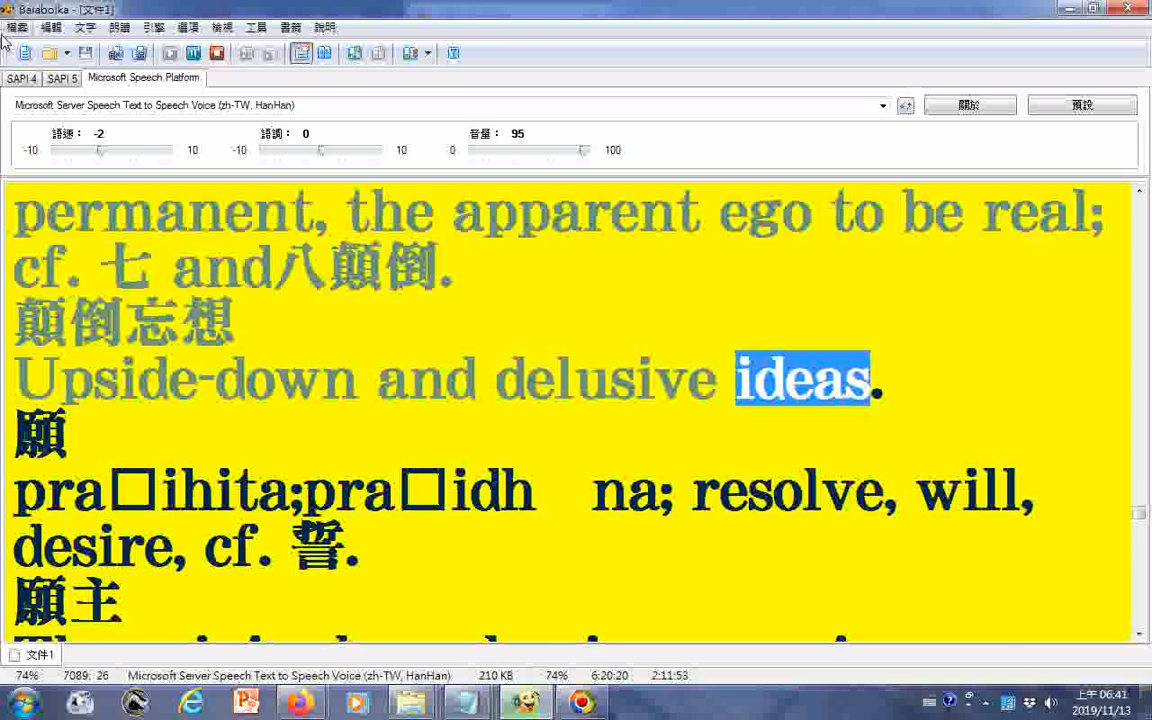 Balabolka - [文件1]
檔案 編輯 文字 朗讀 引擎 選項 檢視 工具 書籤 說明
SAPI 4 SAPI 5 Microsoft Speech Platform
Microsoft Server Speech Text to Speech Voice (zh-TW, HanHan) 關於 預設
語速： -2 語調： 0 音量： 95
-10 10 -10 10 0 100
permanent, the apparent ego to be real;
cf. 七 and八顛倒.
顛倒忘想
Upside-down and delusive ideas.
願
pra□ihita;pra□idh na; resolve, will,
desire, cf. 誓.
願主
文件1
74% 7089, 26 Microsoft Server Speech Text to Speech Voice (zh-TW, HanHan) 210 KB 74% 6:20:20 2:11:53
上午 06:41
2019/11/13